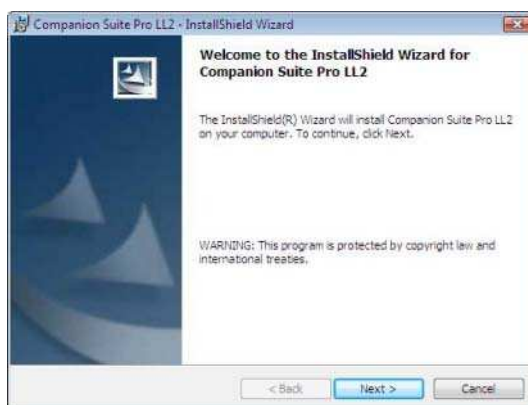 Companion Suite Pro LL2 - InstallShield Wizard
Welcome to the InstallShield Wizard for
Companion Suite Pro LL2
The InstallShield(R) Wizard will install Companion Suite Pro LL2
on your computer. To continue, click Next.
WARNING: This program is protected by copyright law and
international treaties.
< Back
Next >
Cancel